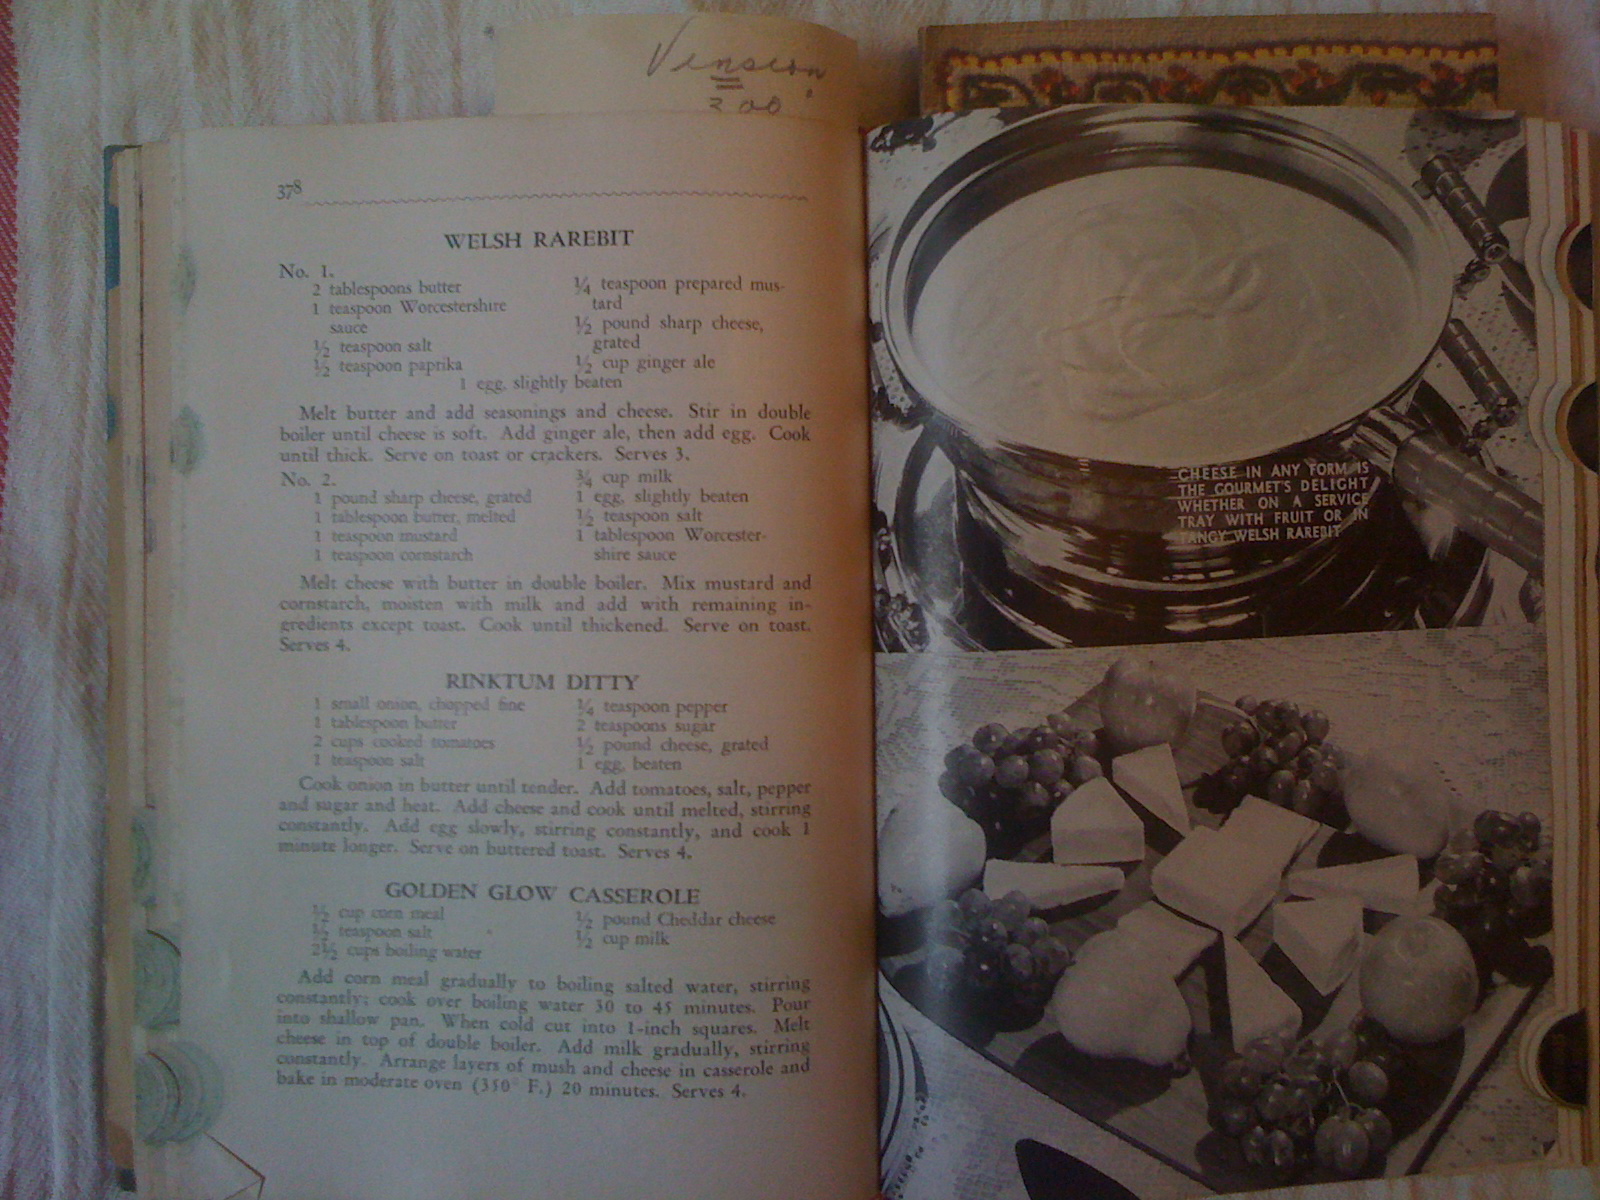 Vension
300°
378
WELSH RAREBIT
No. 1.
2 tablespoons butter
1 teaspoon Worcestershire
sauce
½ teaspoon salt
½ teaspoon paprika
¼ teaspoon prepared mus-
tard
½ pound sharp cheese,
grated
½ cup ginger ale
1 egg, slightly beaten
Melt butter and add seasonings and cheese. Stir in double
boiler until cheese is soft. Add ginger ale, then add egg. Cook
until thick. Serve on toast or crackers. Serves 3.
No. 2.
1 pound sharp cheese, grated
1 tablespoon butter, melted
1 teaspoon mustard
1 teaspoon cornstarch
¾ cup milk
1 egg, slightly beaten
½ teaspoon salt
1 tablespoon Worcester-
shire sauce
Melt cheese with butter in double boiler. Mix mustard and
cornstarch, moisten with milk and add with remaining in-
gredients except toast. Cook until thickened. Serve on toast.
Serves 4.
RINKTUM DITTY
1 small onion, chopped fine
1 tablespoon butter
2 cups cooked tomatoes
1 teaspoon salt
¼ teaspoon pepper
2 teaspoons sugar
½ pound cheese, grated
1 egg, beaten
Cook onion in butter until tender. Add tomatoes, salt, pepper
and sugar and heat. Add cheese and cook until melted, stirring
constantly. Add egg slowly, stirring constantly, and cook 1
minute longer. Serve on buttered toast. Serves 4.
GOLDEN GLOW CASSEROLE
½ cup corn meal
½ teaspoon salt
2½ cups boiling water
½ pound Cheddar cheese
½ cup milk
Add corn meal gradually to boiling salted water, stirring
constantly; cook over boiling water 30 to 45 minutes. Pour
into shallow pan. When cold cut into 1-inch squares. Melt
cheese in top of double boiler. Add milk gradually, stirring
constantly. Arrange layers of mush and cheese in casserole and
bake in moderate oven (350° F.) 20 minutes. Serves 4.
CHEESE IN ANY FORM IS
THE GOURMET'S DELIGHT
WHETHER ON A SERVICE
TRAY WITH FRUIT OR IN
TANGY WELSH RAREBIT